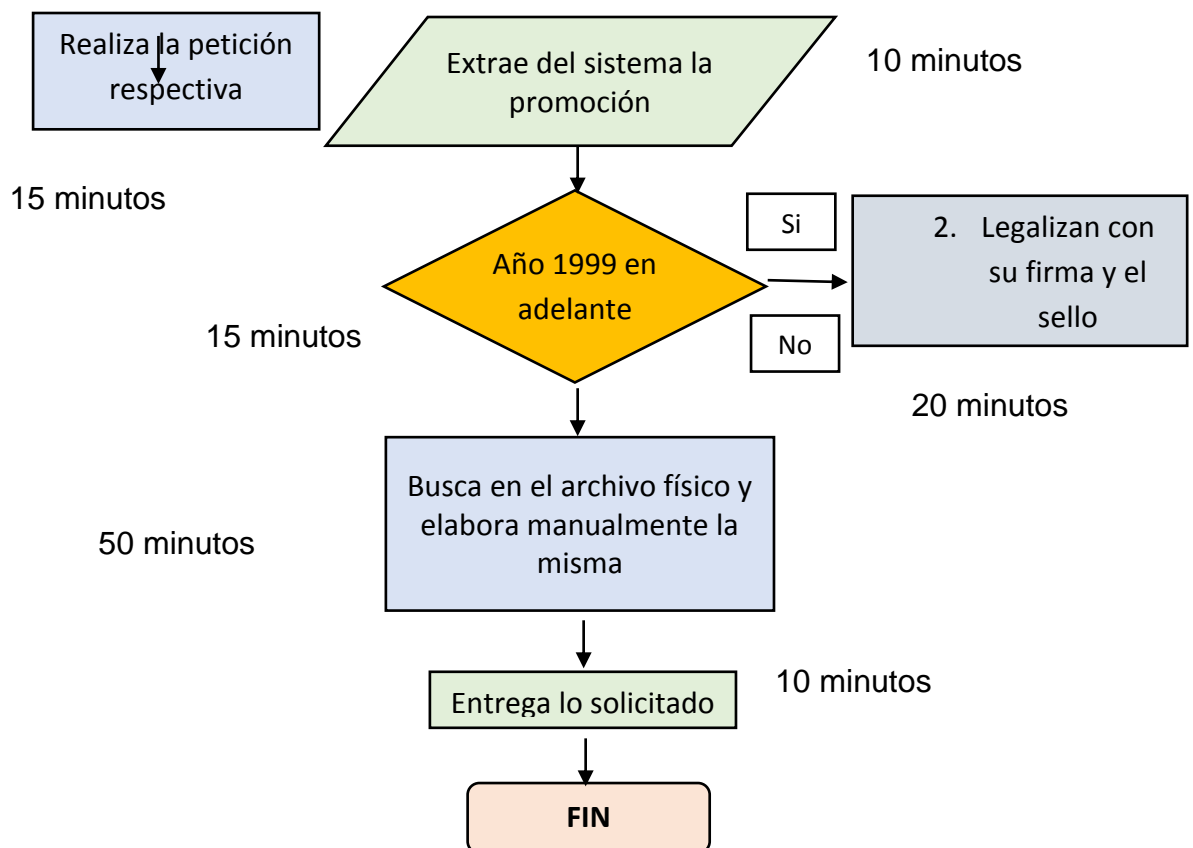 Realiza la petición
respectiva
Extrae del sistema la
promoción
10 minutos
15 minutos
Año 1999 en
adelante
Si
No
2. Legalizan con
su firma y el
sello
15 minutos
20 minutos
Busca en el archivo físico y
elabora manualmente la
misma
50 minutos
Entrega lo solicitado
10 minutos
FIN